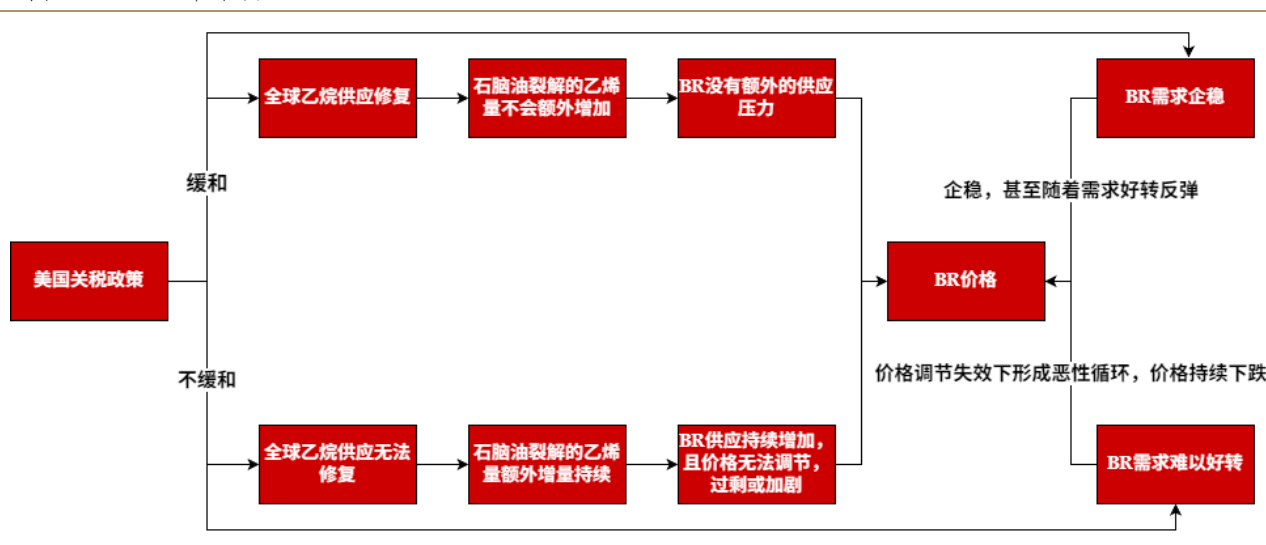 全球乙烷供应修复
石脑油裂解的乙烯
量不会额外增加
BR没有额外的供应
压力
BR需求企稳
缓和
企稳，甚至随着需求好转反弹
美国关税政策
BR价格
不缓和
价格调节失效下形成恶性循环，价格持续下跌
全球乙烷供应无法
修复
石脑油裂解的乙烯
量额外增量持续
BR供应持续增加，
且价格无法调节，
过剩或加剧
BR需求难以好转